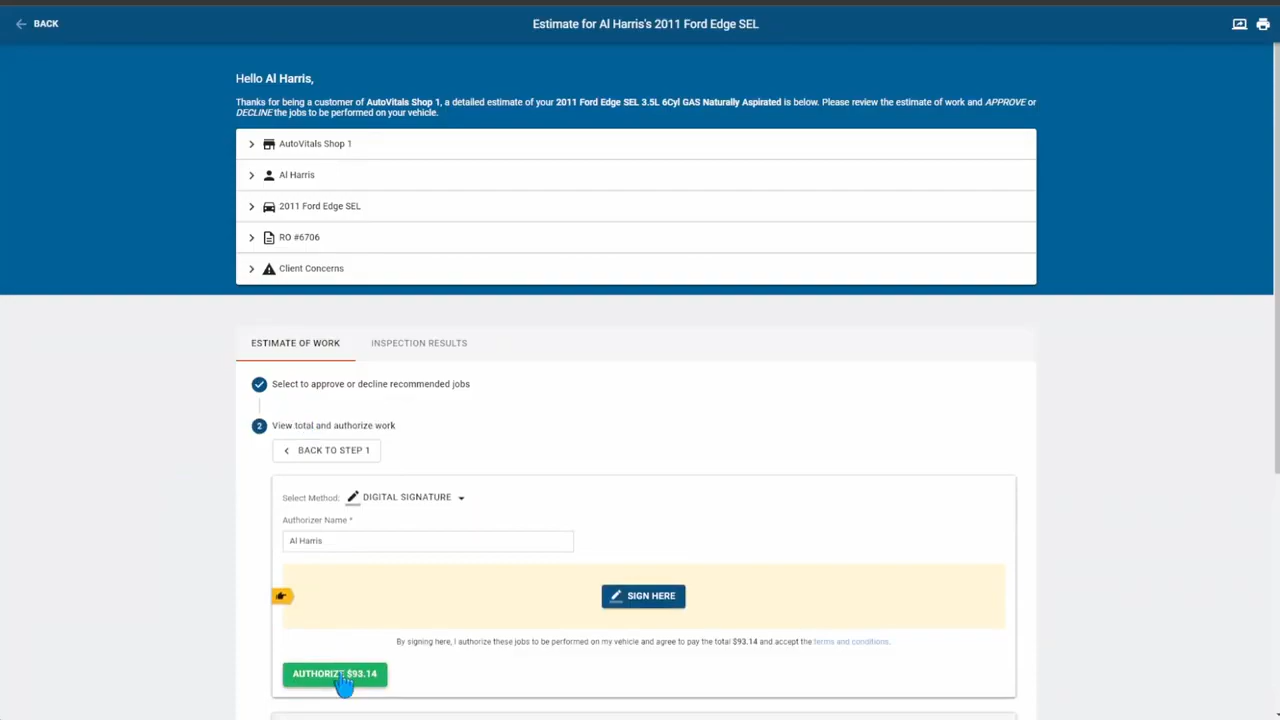 BACK
Estimate for Al Harris's 2011 Ford Edge SEL
Hello Al Harris,
Thanks for being a customer of AutoVitals Shop 1, a detailed estimate of your 2011 Ford Edge SEL 3.5L 6Cyl GAS Naturally Aspirated is below. Please review the estimate of work and APPROVE or
DECLINE the jobs to be performed on your vehicle.
AutoVitals Shop 1
Al Harris
2011 Ford Edge SEL
RO #6706
Client Concerns
ESTIMATE OF WORK INSPECTION RESULTS
Select to approve or decline recommended jobs
2 View total and authorize work
BACK TO STEP 1
Select Method: DIGITAL SIGNATURE
Authorizer Name *
Al Harris
SIGN HERE
By signing here, I authorize these jobs to be performed on my vehicle and agree to pay the total $93.14 and accept the terms and conditions.
AUTHORIZE $93.14